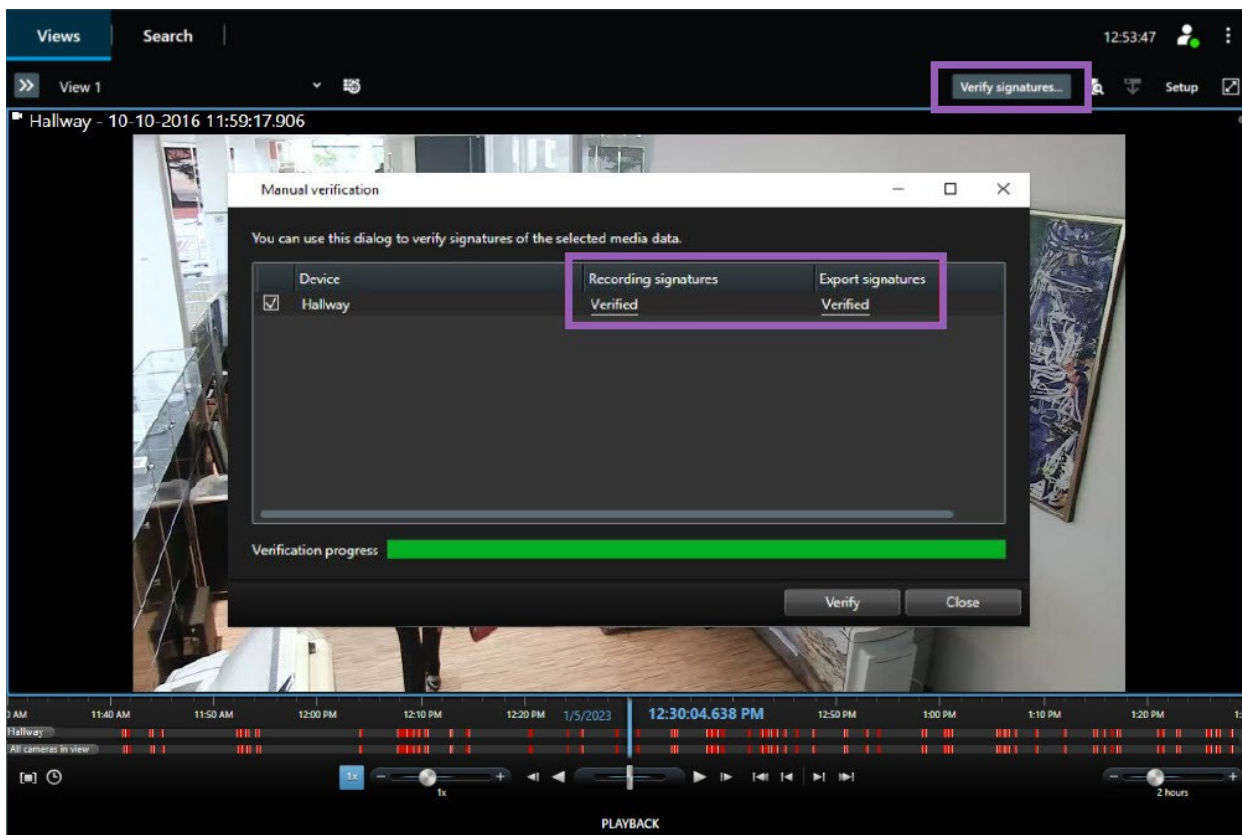 Views Search 12:53:47
View 1 Verify signatures... Setup
Hallway - 10-10-2016 11:59:17.906
Manual verification
You can use this dialog to verify signatures of the selected media data.
Device Recording signatures Export signatures
Hallway Verified Verified
Verification progress
Verify Close
AM 11:40 AM 11:50 AM 12:00 PM 12:10 PM 12:20 PM 1/5/2023 12:30:04.638 PM 12:50 PM 1:00 PM 1:10 PM 1:20 PM 1:
Hallway
All cameras in view
1x
1x 2 hours
PLAYBACK